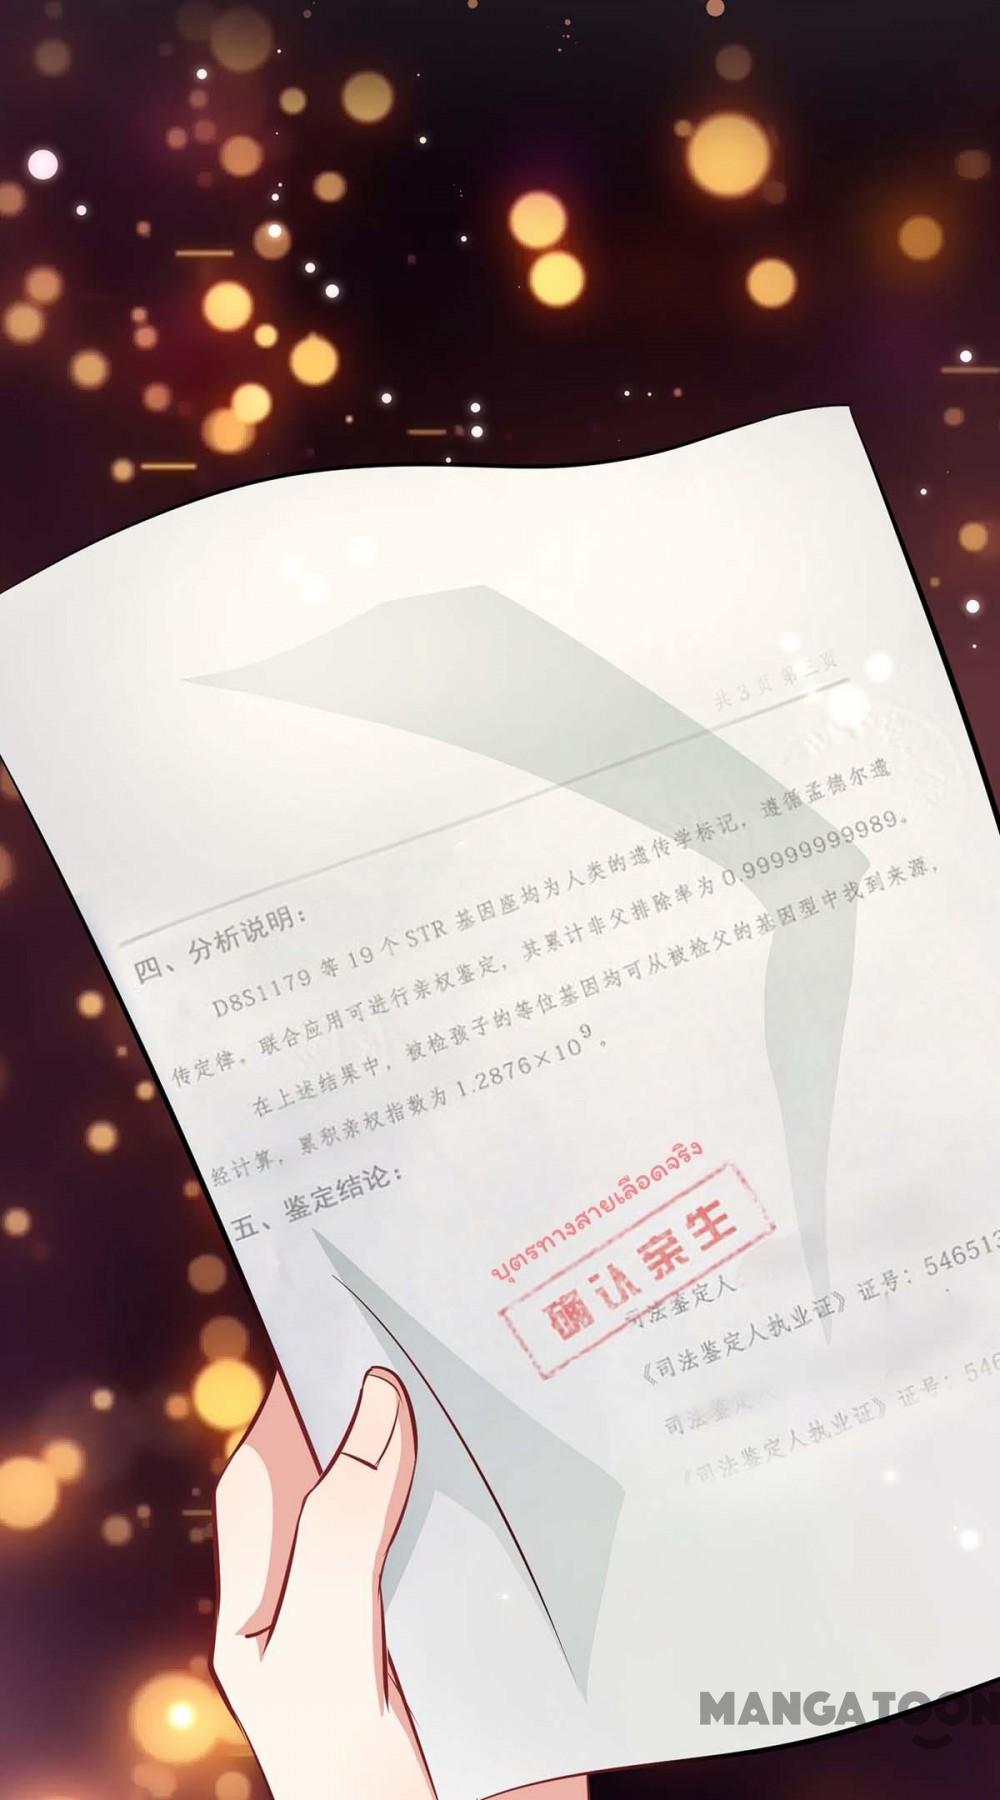 共 3 页 第三页
四、分析说明：
D8S1179 等 19 个 STR 基因座均为人类的遗传学标记，遵循孟德尔遗
传定律。联合应用可进行亲权鉴定，其累计非父排除率为 0.99999999989。
在上述结果中，被检孩子的等位基因均可从被检父的基因型中找到来源，
经计算，累积亲权指数为 1.2876×10⁹。
五、鉴定结论：
บุตรทางสายเลือดจริง
确认亲生
司法鉴定人
《司法鉴定人执业证》证号：546513
司法鉴定人
《司法鉴定人执业证》证号：546
MANGATOON